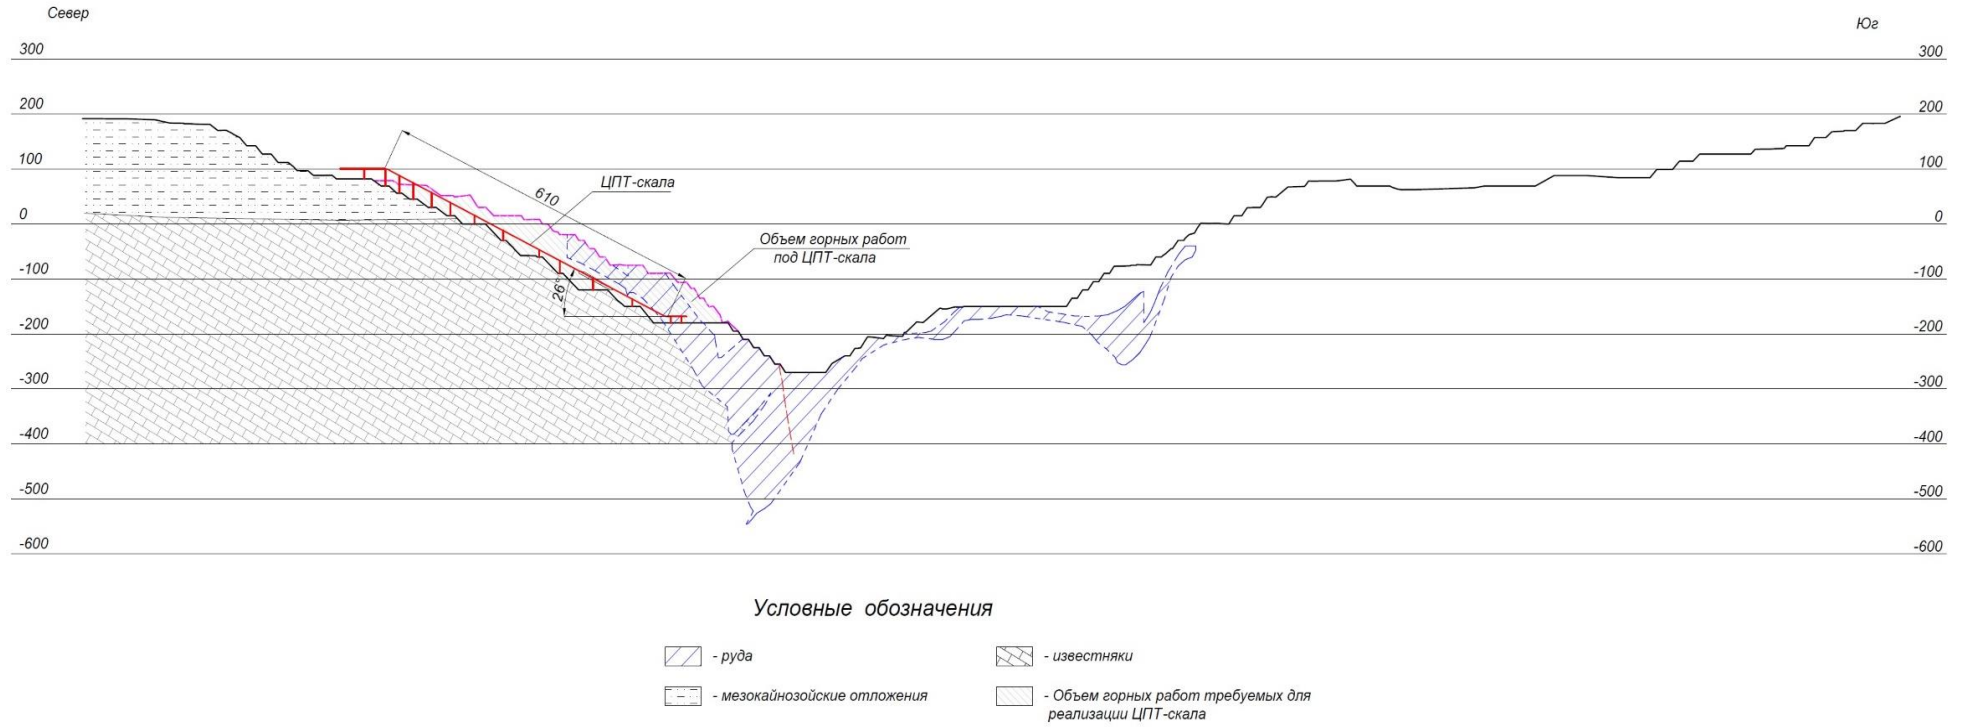 Север
Юг
300 300
200 200
100 100
0 0
-100 -100
-200 -200
-300 -300
-400 -400
-500 -500
-600 -600
610
ЦПТ-скала
Объем горных работ
под ЦПТ-скала
26°
Условные обозначения
- руда
- известняки
- мезокайнозойские отложения
- Объем горных работ требуемых для
реализации ЦПТ-скала